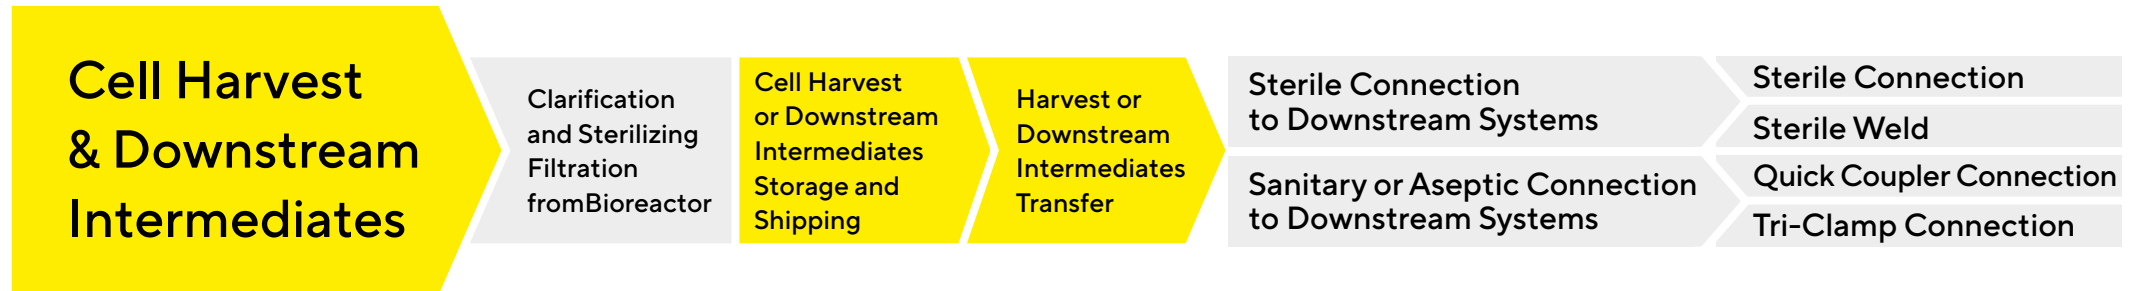 Cell Harvest
& Downstream
Intermediates
Clarification
and Sterilizing
Filtration
fromBioreactor
Cell Harvest
or Downstream
Intermediates
Storage and
Shipping
Harvest or
Downstream
Intermediates
Transfer
Sterile Connection
to Downstream Systems
Sterile Connection
Sterile Weld
Sanitary or Aseptic Connection
to Downstream Systems
Quick Coupler Connection
Tri-Clamp Connection